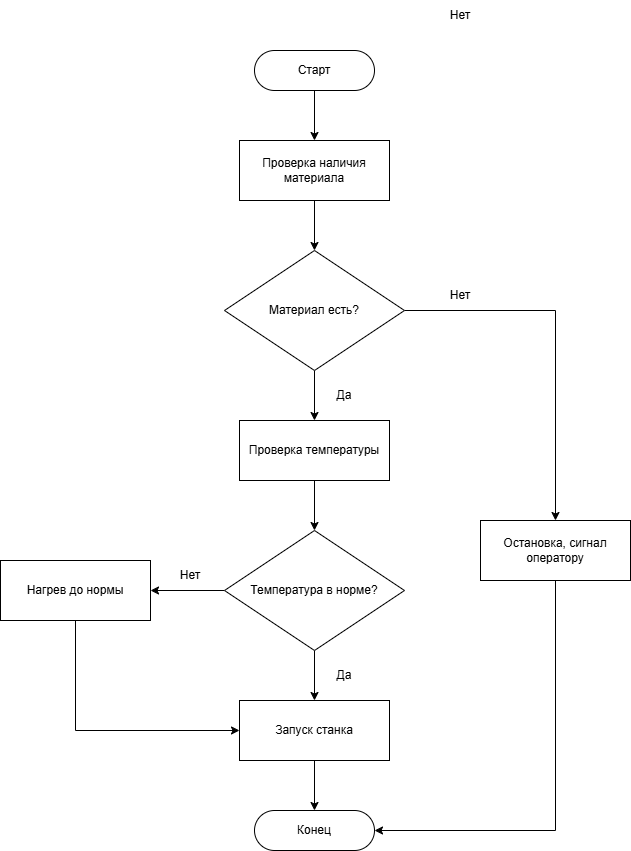 Нет
Старт
Проверка наличия
материала
Материал есть?
Нет
Да
Проверка температуры
Остановка, сигнал
оператору
Нет
Температура в норме?
Нагрев до нормы
Да
Запуск станка
Конец